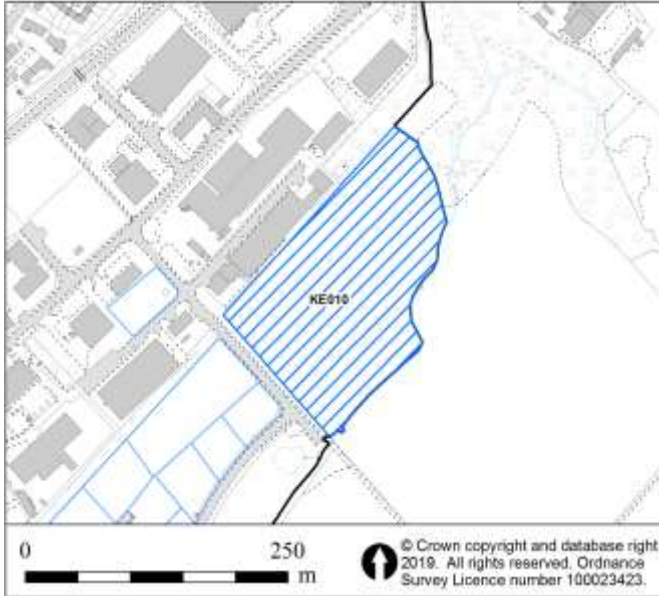 KE010
0
250
m
© Crown copyright and database right
2019. All rights reserved. Ordnance
Survey Licence number 100023423.